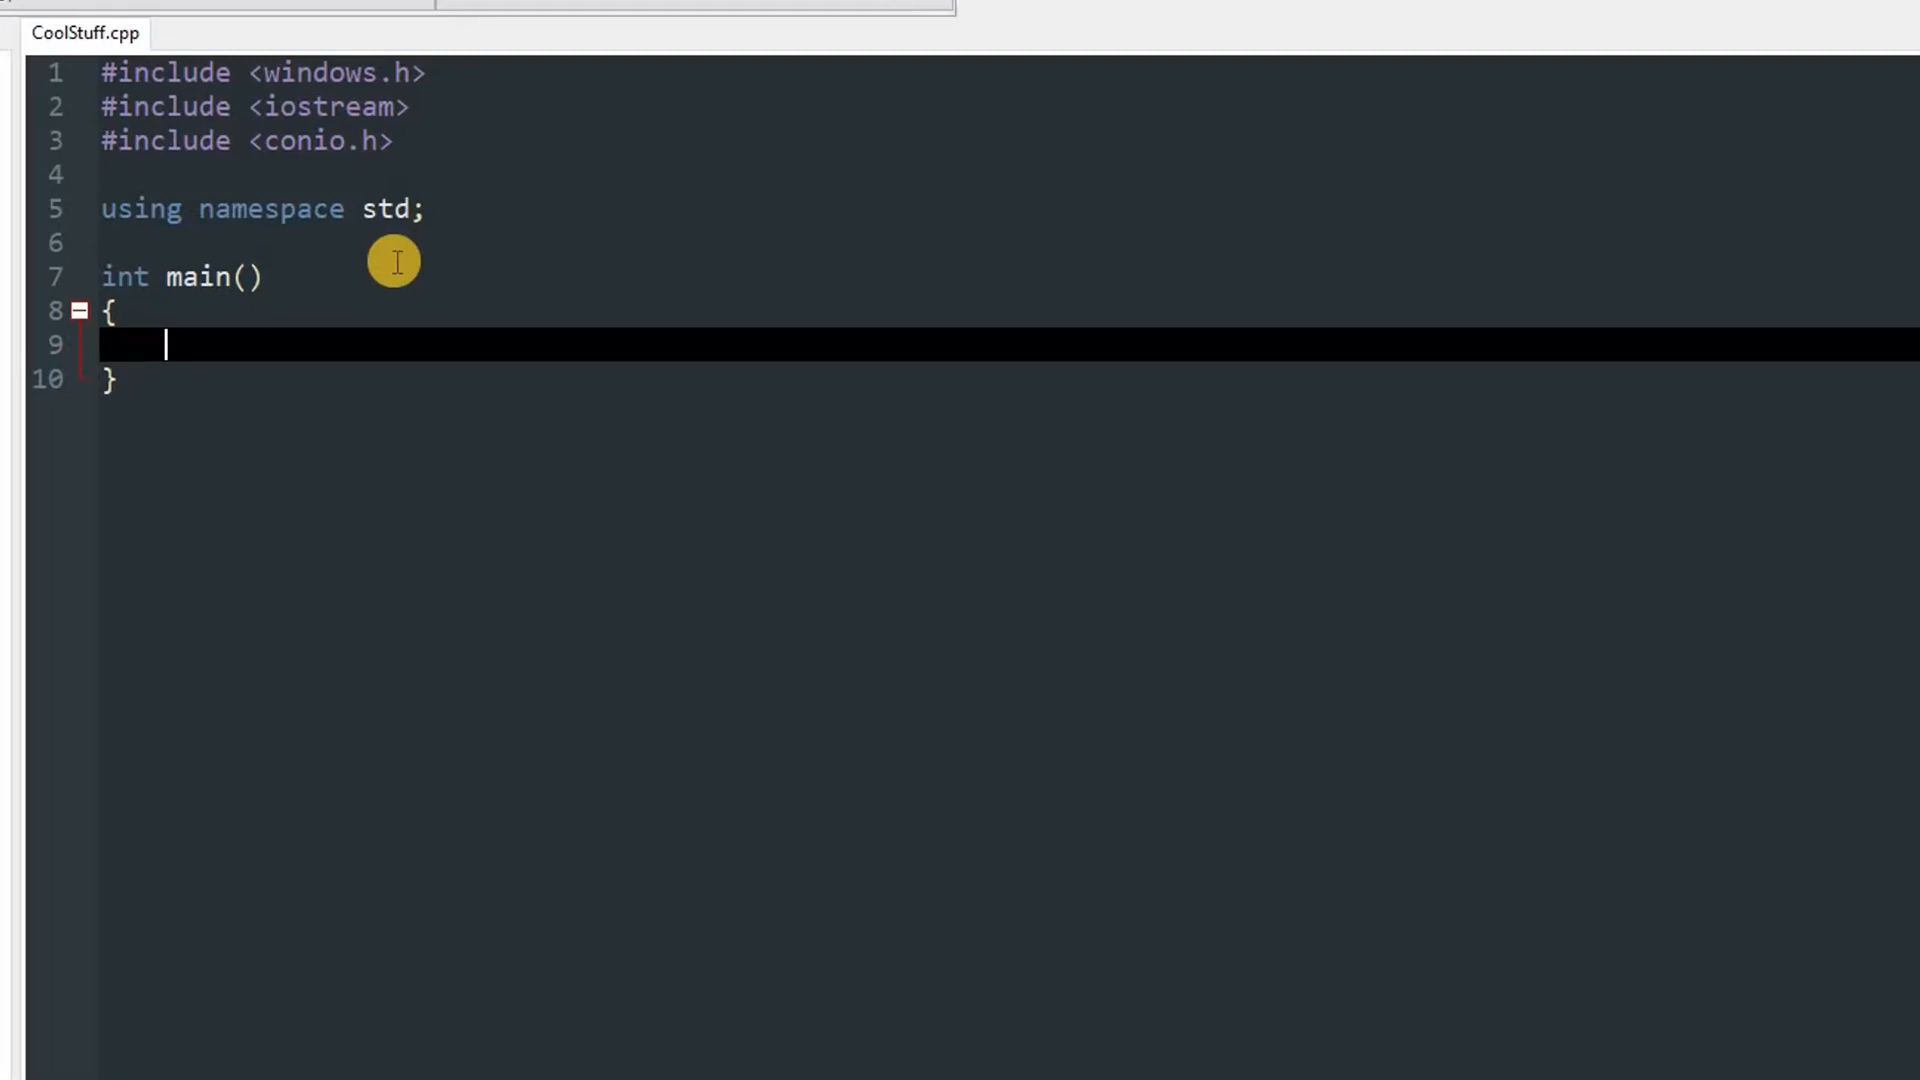 CoolStuff.cpp
1 #include <windows.h>
2 #include <iostream>
3 #include <conio.h>
4
5 using namespace std;
6
7 int main()
8 {
9
10 }